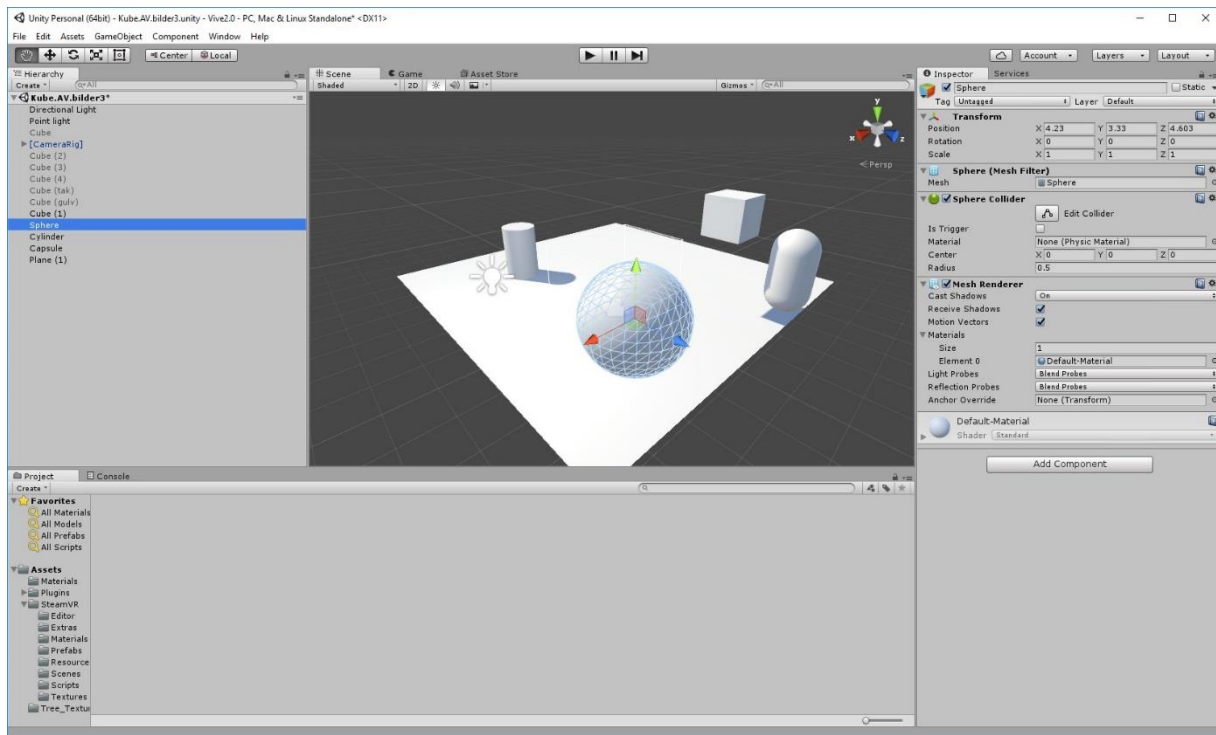 Unity Personal (64bit) - Kube.AV.bilder3.unity - Vive2.0 - PC, Mac & Linux Standalone* <DX11>
File Edit Assets GameObject Component Window Help
Center Local
Account Layers Layout
Hierarchy
Create All
Kube.AV.bilder3*
Directional Light
Point light
Cube
[CameraRig]
Cube (2)
Cube (3)
Cube (4)
Cube (tak)
Cube (gulv)
Cube (1)
Sphere
Cylinder
Capsule
Plane (1)
Scene Game Asset Store
Shaded 2D Gizmos All
y
x z
Persp
Inspector Services
Sphere Static
Tag Untagged Layer Default
Transform
Position X 4.23 Y 3.33 Z 4.603
Rotation X 0 Y 0 Z 0
Scale X 1 Y 1 Z 1
Sphere (Mesh Filter)
Mesh Sphere
Sphere Collider
Edit Collider
Is Trigger
Material None (Physic Material)
Center X 0 Y 0 Z 0
Radius 0.5
Mesh Renderer
Cast Shadows On
Receive Shadows
Motion Vectors
Materials
Size 1
Element 0 Default-Material
Light Probes Blend Probes
Reflection Probes Blend Probes
Anchor Override None (Transform)
Default-Material
Shader Standard
Add Component
Project Console
Create
Favorites
All Materials
All Models
All Prefabs
All Scripts
Assets
Materials
Plugins
SteamVR
Editor
Extras
Materials
Prefabs
Resource
Scenes
Scripts
Textures
Tree_Textur